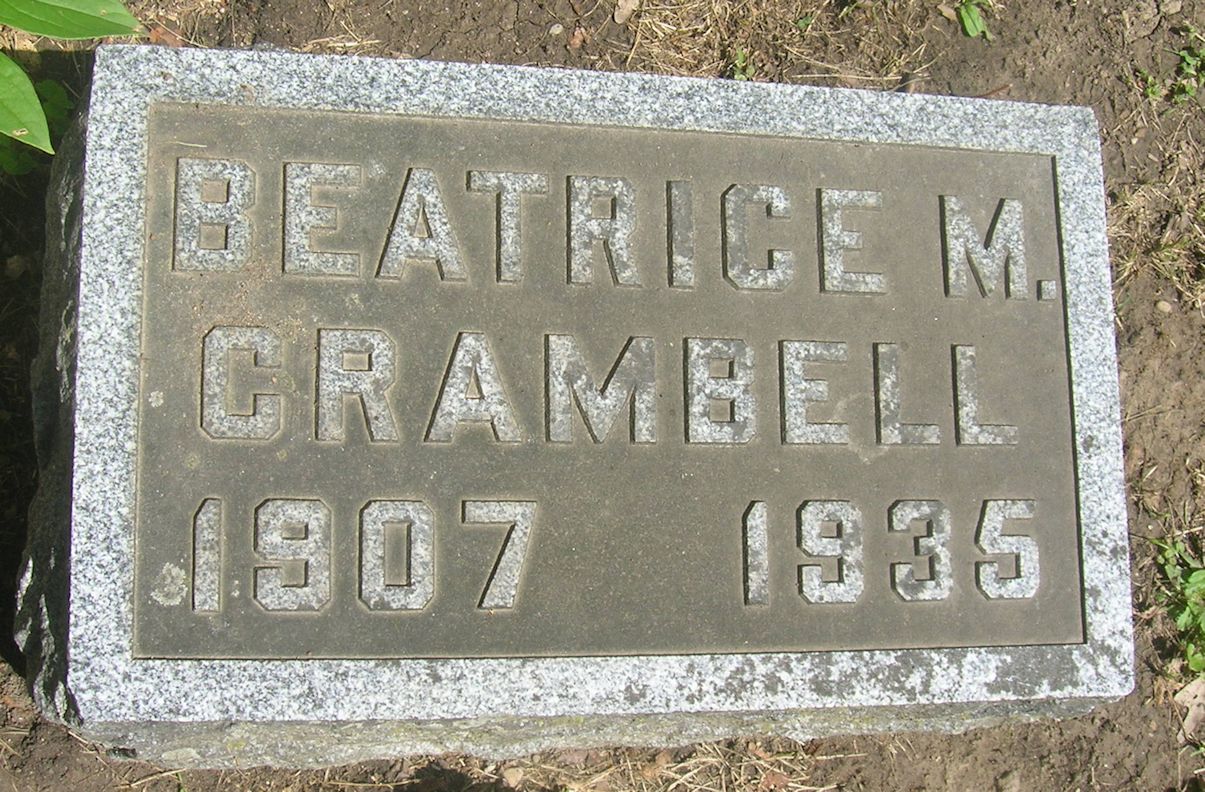 BEATRICE M.
CRAMBELL
1907 1935